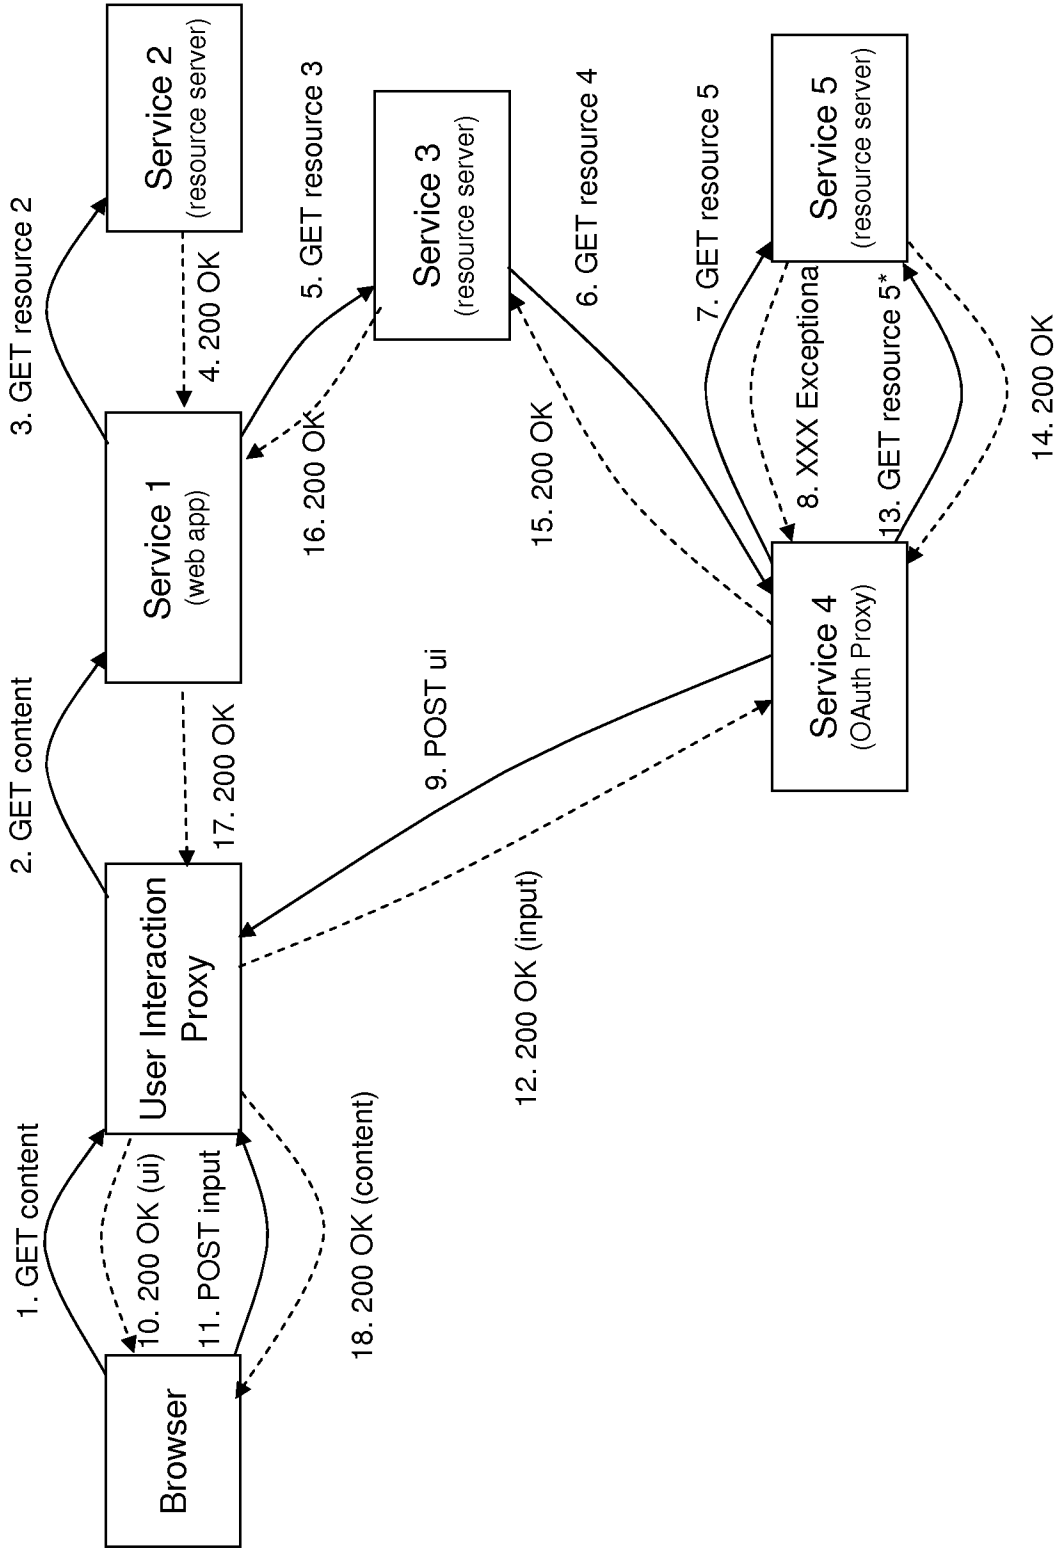 1. GET content
2. GET content
3. GET resource 2
Browser
10. 200 OK (ui)
11. POST input
18. 200 OK (content)
User Interaction
Proxy
17. 200 OK
Service 1
(web app)
4. 200 OK
Service 2
(resource server)
16. 200 OK
5. GET resource 3
Service 3
(resource server)
9. POST ui
12. 200 OK (input)
15. 200 OK
6. GET resource 4
7. GET resource 5
Service 4
(OAuth Proxy)
8. XXX Exceptiona
13. GET resource 5*
14. 200 OK
Service 5
(resource server)